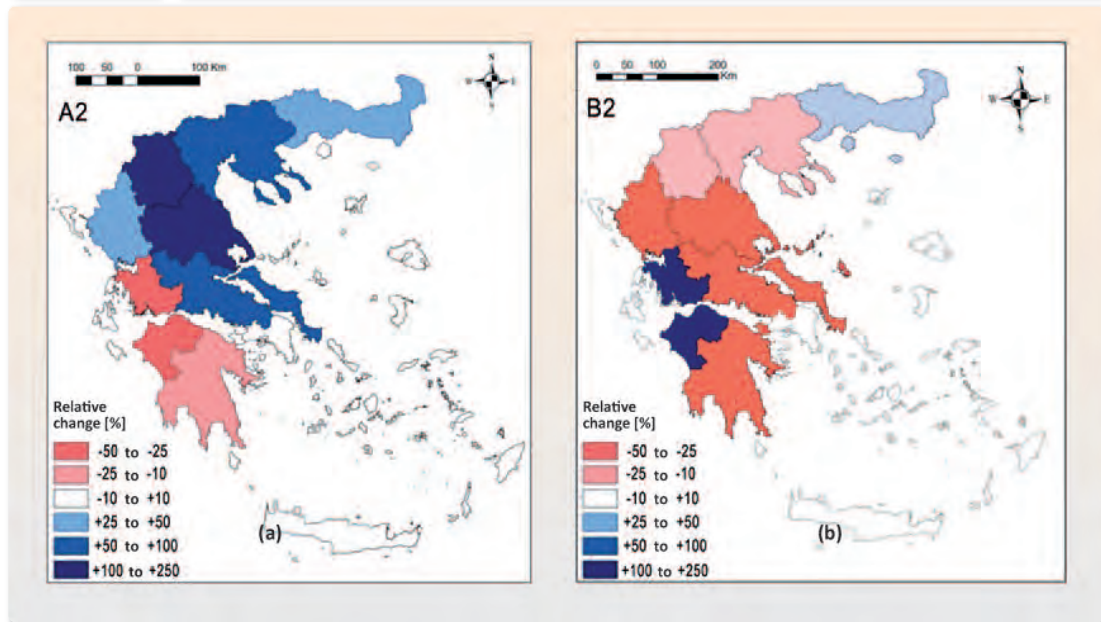 100 50 0 100 Km
N
W E
S
A2
Relative
change [%]
-50 to -25
-25 to -10
-10 to +10
+25 to +50
+50 to +100
+100 to +250
(a)
0 50 100 200
Km
N
W E
S
B2
Relative
change [%]
-50 to -25
-25 to -10
-10 to +10
+25 to +50
+50 to +100
+100 to +250
(b)